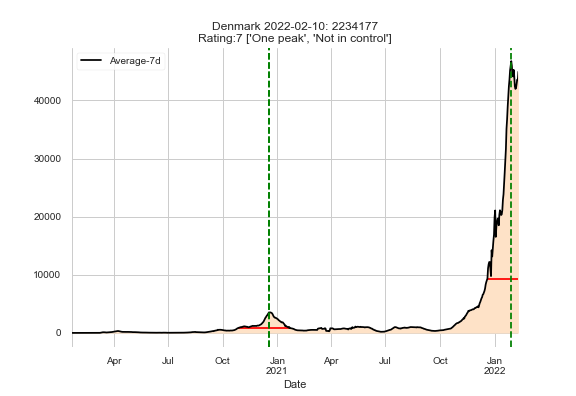 Denmark 2022-02-10: 2234177
Rating:7 ['One peak', 'Not in control']
Average-7d
40000
30000
20000
10000
0
Apr Jul Oct Jan Apr Jul Oct Jan
2021 2022
Date